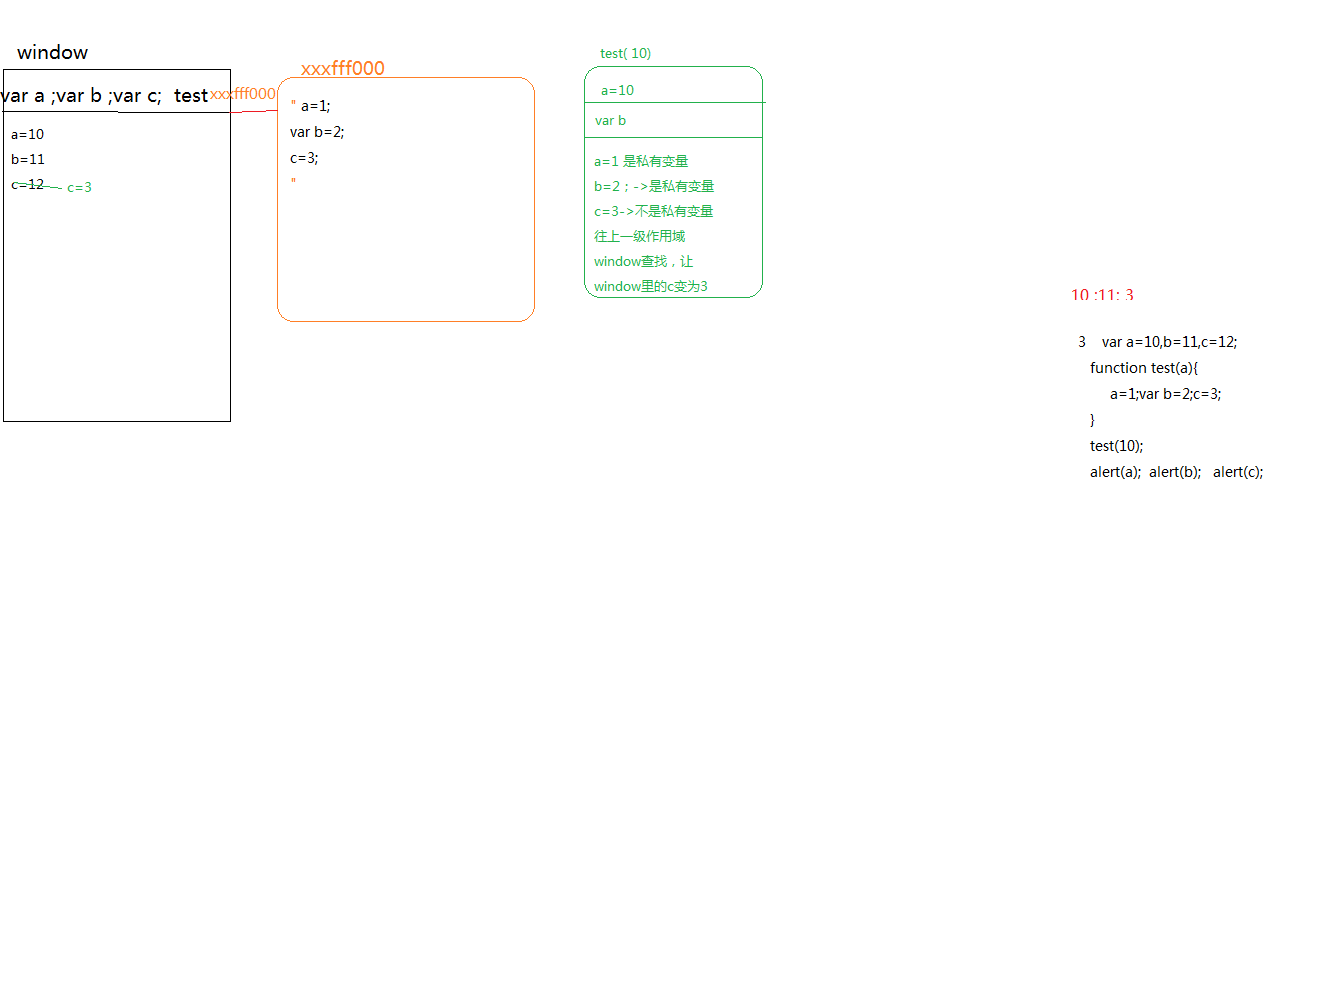 window
var a ;var b ;var c;  test xxxfff000
a=10
b=11
c=12 c=3
xxxfff000
" a=1;
var b=2;
c=3;
"
test( 10)
a=10
var b
a=1 是私有变量
b=2；->是私有变量
c=3->不是私有变量
往上一级作用域
window查找，让
window里的c变为3
10 :11: 3
3    var a=10,b=11,c=12;
function test(a){
a=1;var b=2;c=3;
}
test(10);
alert(a);  alert(b);   alert(c);